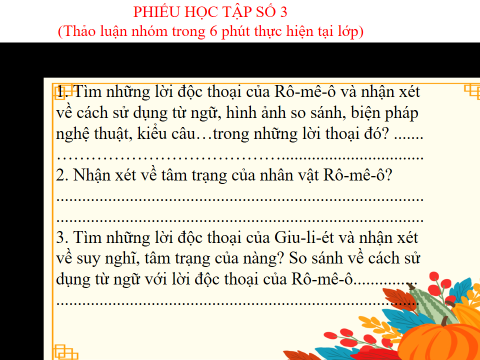 PHIẾU HỌC TẬP SỐ 3
(Thảo luận nhóm trong 6 phút thực hiện tại lớp)
1. Tìm những lời độc thoại của Rô-mê-ô và nhận xét
về cách sử dụng từ ngữ, hình ảnh so sánh, biện pháp
nghệ thuật, kiểu câu…trong những lời thoại đó? .......
………………………………….............................
2. Nhận xét về tâm trạng của nhân vật Rô-mê-ô?
.........................................................................
.........................................................................
3. Tìm những lời độc thoại của Giu-li-ét và nhận xét
về suy nghĩ, tâm trạng của nàng? So sánh về cách sử
dụng từ ngữ với lời độc thoại của Rô-mê-ô.............
.........................................................................